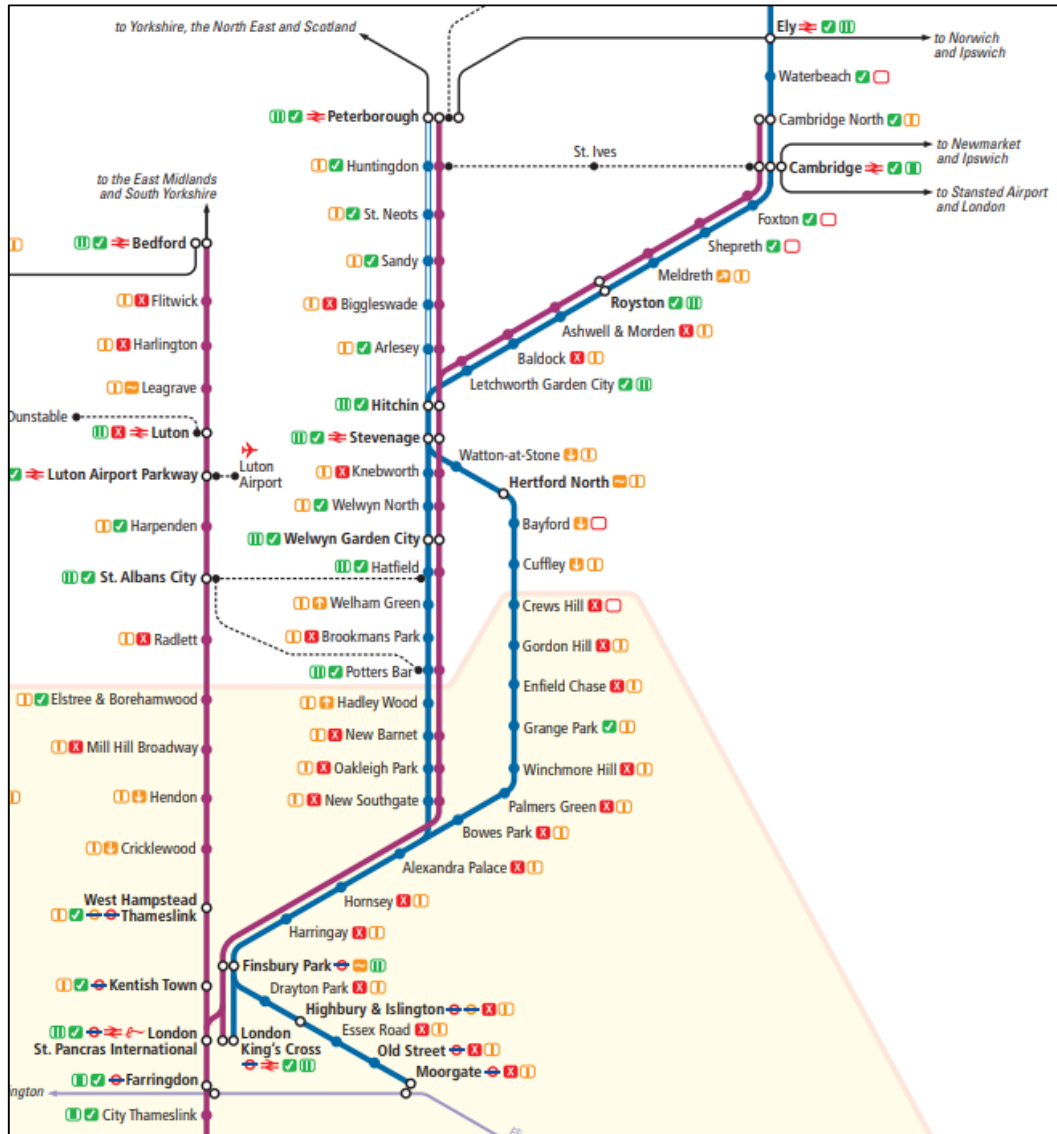 to Yorkshire, the North East and Scotland
Ely
to Norwich
and Ipswich
Waterbeach
Peterborough
Cambridge North
to Newmarket
and Ipswich
Huntingdon
St. Ives
Cambridge
to the East Midlands
and South Yorkshire
to Stansted Airport
and London
St. Neots
Foxton
Bedford
Shepreth
Sandy
Meldreth
Flitwick
Biggleswade
Royston
Ashwell & Morden
Harlington
Arlesey
Baldock
Leagrave
Letchworth Garden City
Hitchin
Dunstable
Luton
Stevenage
Watton-at-Stone
Luton Airport Parkway
Luton
Airport
Knebworth
Hertford North
Welwyn North
Harpenden
Bayford
Welwyn Garden City
Cuffley
St. Albans City
Hatfield
Welham Green
Crews Hill
Radlett
Brookmans Park
Gordon Hill
Potters Bar
Enfield Chase
Elstree & Borehamwood
Hadley Wood
Grange Park
Mill Hill Broadway
New Barnet
Oakleigh Park
Winchmore Hill
Hendon
New Southgate
Palmers Green
Bowes Park
Cricklewood
Alexandra Palace
West Hampstead
Thameslink
Hornsey
Harringay
Finsbury Park
Kentish Town
Drayton Park
Highbury & Islington
London
St. Pancras International
London
King's Cross
Essex Road
Old Street
Moorgate
Farringdon
ington
City Thameslink